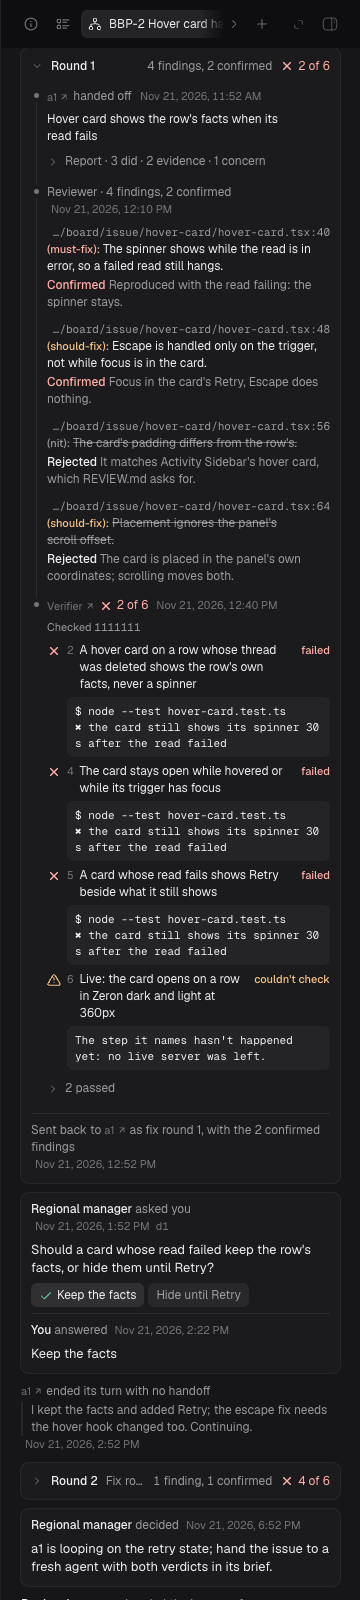 BBP-2 Hover card ha
Round 1 4 findings, 2 confirmed ✕ 2 of 6
a1 ↗ handed off Nov 21, 2026, 11:52 AM
Hover card shows the row's facts when its
read fails
Report · 3 did · 2 evidence · 1 concern
Reviewer · 4 findings, 2 confirmed
Nov 21, 2026, 12:10 PM
…/board/issue/hover-card/hover-card.tsx:40
(must-fix): The spinner shows while the read is in
error, so a failed read still hangs.
Confirmed Reproduced with the read failing: the
spinner stays.
…/board/issue/hover-card/hover-card.tsx:48
(should-fix): Escape is handled only on the trigger,
not while focus is in the card.
Confirmed Focus in the card's Retry, Escape does
nothing.
…/board/issue/hover-card/hover-card.tsx:56
(nit): The card's padding differs from the row's.
Rejected It matches Activity Sidebar's hover card,
which REVIEW.md asks for.
…/board/issue/hover-card/hover-card.tsx:64
(should-fix): Placement ignores the panel's
scroll offset.
Rejected The card is placed in the panel's own
coordinates; scrolling moves both.
Verifier ↗ ✕ 2 of 6 Nov 21, 2026, 12:40 PM
Checked 1111111
✕ 2 A hover card on a row whose thread failed
was deleted shows the row's own
facts, never a spinner
$ node --test hover-card.test.ts
✖ the card still shows its spinner 30
s after the read failed
✕ 4 The card stays open while hovered or failed
while its trigger has focus
$ node --test hover-card.test.ts
✖ the card still shows its spinner 30
s after the read failed
✕ 5 A card whose read fails shows Retry failed
beside what it still shows
$ node --test hover-card.test.ts
✖ the card still shows its spinner 30
s after the read failed
6 Live: the card opens on a row couldn't check
in Zeron dark and light at
360px
The step it names hasn't happened
yet: no live server was left.
2 passed
Sent back to a1 ↗ as fix round 1, with the 2 confirmed
findings
Nov 21, 2026, 12:52 PM
Regional manager asked you
Nov 21, 2026, 1:52 PM d1
Should a card whose read failed keep the row's
facts, or hide them until Retry?
Keep the facts Hide until Retry
You answered Nov 21, 2026, 2:22 PM
Keep the facts
a1 ↗ ended its turn with no handoff
I kept the facts and added Retry; the escape fix needs
the hover hook changed too. Continuing.
Nov 21, 2026, 2:52 PM
Round 2 Fix ro… 1 finding, 1 confirmed ✕ 4 of 6
Regional manager decided Nov 21, 2026, 6:52 PM
a1 is looping on the retry state; hand the issue to a
fresh agent with both verdicts in its brief.